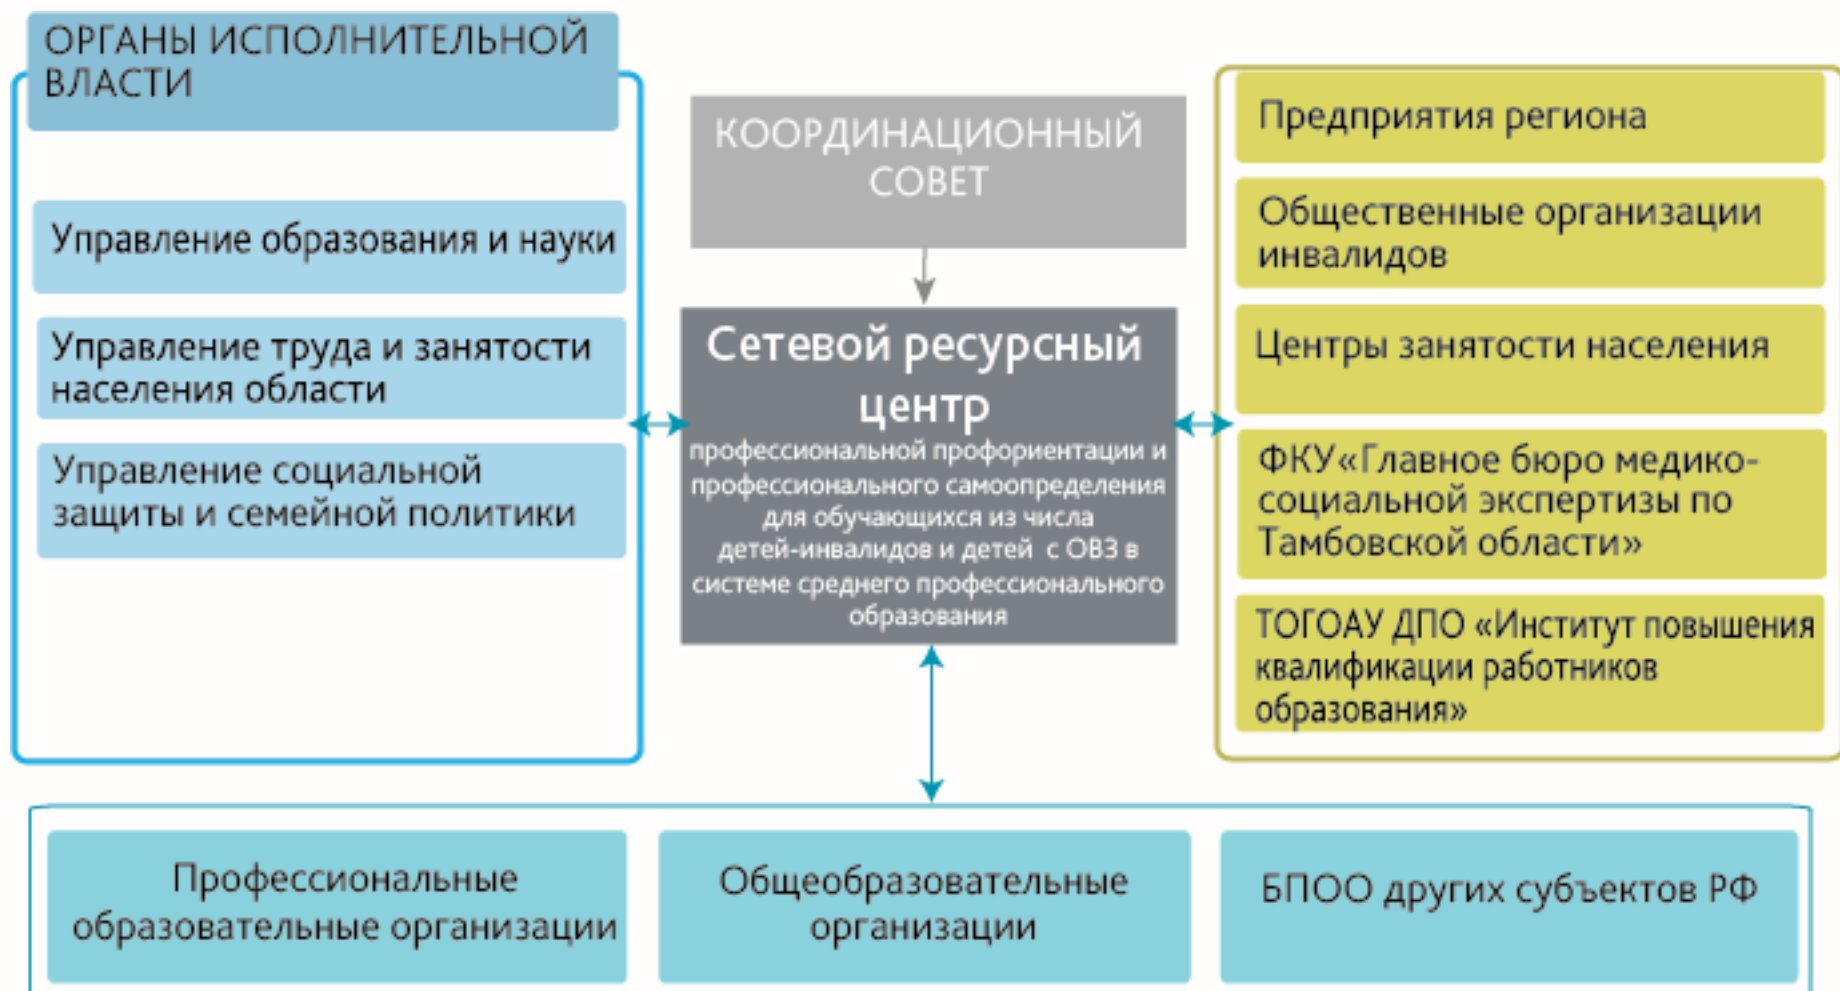 ОРГАНЫ ИСПОЛНИТЕЛЬНОЙ
ВЛАСТИ
Управление образования и науки
Управление труда и занятости
населения области
Управление социальной
защиты и семейной политики
КООРДИНАЦИОННЫЙ
СОВЕТ
Сетевой ресурсный
центр
профессиональной профориентации и
профессионального самоопределения
для обучающихся из числа
детей-инвалидов и детей с ОВЗ в
системе среднего профессионального
образования
Предприятия региона
Общественные организации
инвалидов
Центры занятости населения
ФКУ«Главное бюро медико-
социальной экспертизы по
Тамбовской области»
ТОГОАУ ДПО «Институт повышения
квалификации работников
образования»
Профессиональные
образовательные организации
Общеобразовательные
организации
БПОО других субъектов РФ